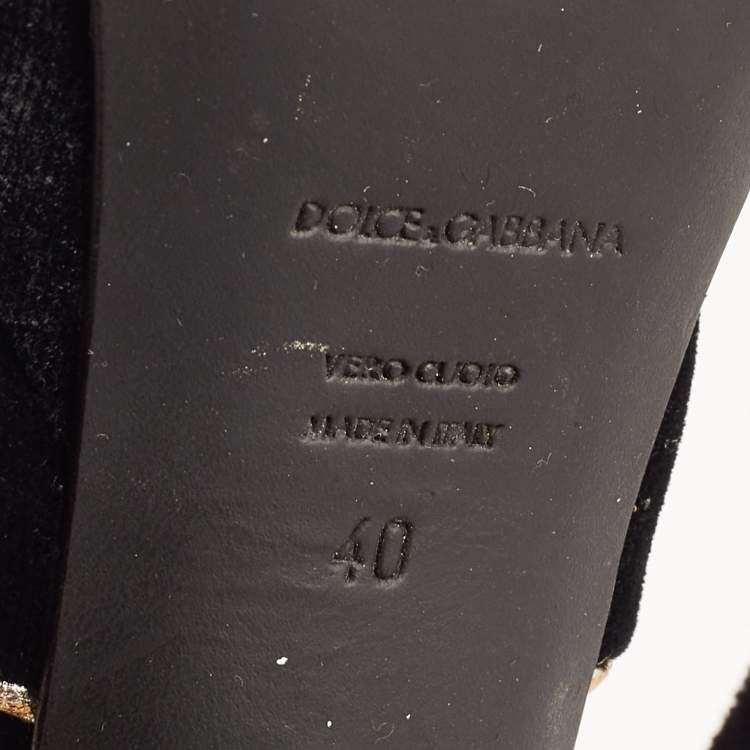 DOLCE&GABBANA
VERO CUOIO
MADE IN ITALY
40